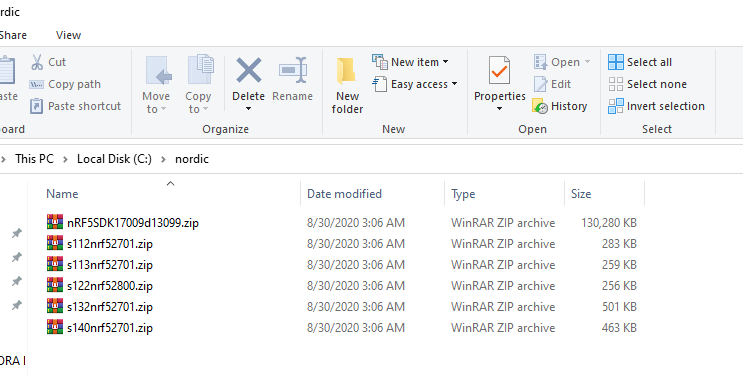 rdic
Share View
aste
Cut
Copy path
Paste shortcut
Move to
Copy to
Delete
Rename
New folder
New item
Easy access
Properties
Open
Edit
History
Select all
Select none
Invert selection
oard Organize New Open Select
This PC > Local Disk (C:) > nordic
Name Date modified Type Size
nRF5SDK17009d13099.zip 8/30/2020 3:06 AM WinRAR ZIP archive 130,280 KB
s112nrf52701.zip 8/30/2020 3:06 AM WinRAR ZIP archive 283 KB
s113nrf52701.zip 8/30/2020 3:06 AM WinRAR ZIP archive 259 KB
s122nrf52800.zip 8/30/2020 3:06 AM WinRAR ZIP archive 256 KB
s132nrf52701.zip 8/30/2020 3:06 AM WinRAR ZIP archive 501 KB
s140nrf52701.zip 8/30/2020 3:06 AM WinRAR ZIP archive 463 KB
ORA I